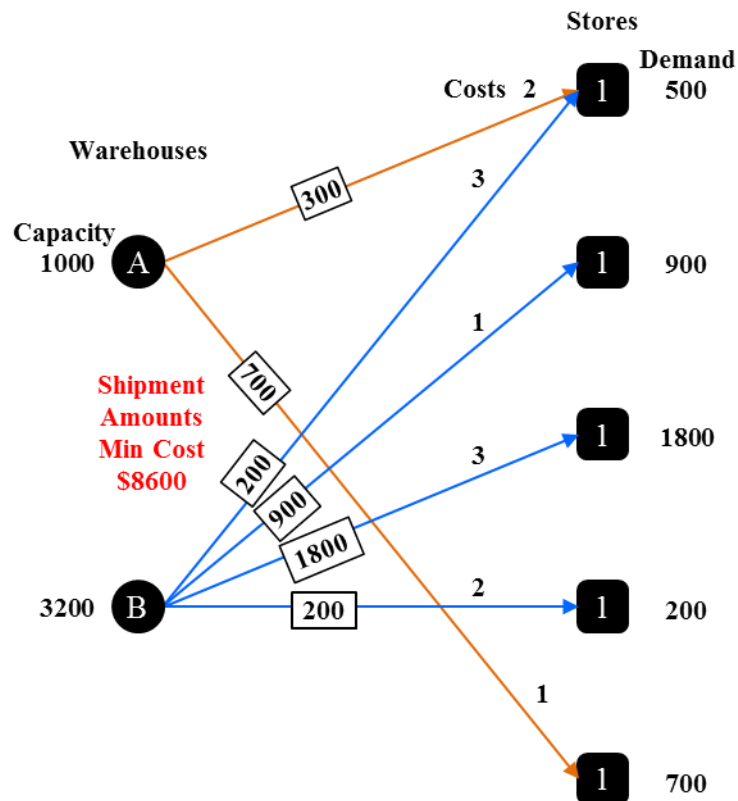 Stores
Demand
Costs 2
1
500
Warehouses
3
300
Capacity
1000
A
1
900
1
700
Shipment
Amounts
Min Cost
$8600
1
1800
3
200
900
1800
3200
B
200
2
1
200
1
1
700